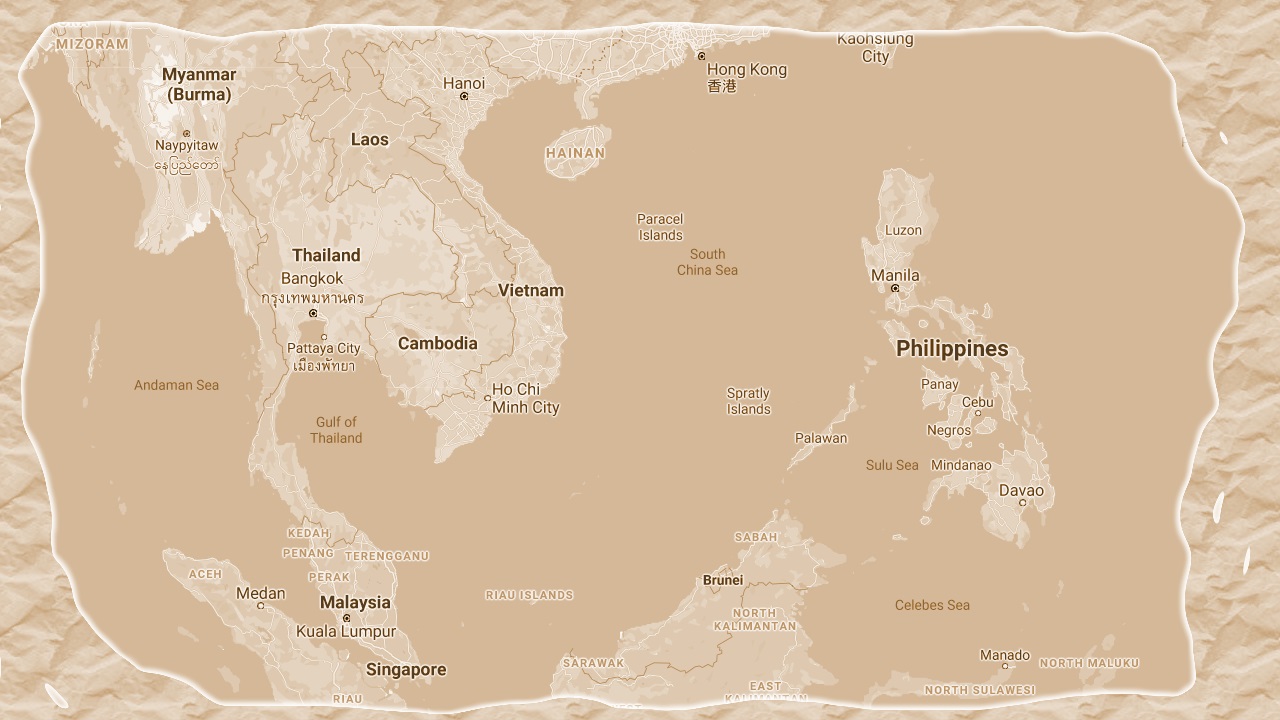 MIZORAM
Kaohsiung
City
Myanmar
(Burma)
Hanoi
Hong Kong
香港
Naypyitaw
နေပြည်တော်
Laos
HAINAN
Paracel
Islands
Luzon
South
China Sea
Thailand
Bangkok
กรุงเทพมหานคร
Manila
Vietnam
Pattaya City
เมืองพัทยา
Cambodia
Philippines
Andaman Sea
Ho Chi
Minh City
Spratly
Islands
Panay
Cebu
Gulf of
Thailand
Palawan
Negros
Sulu Sea
Mindanao
Davao
KEDAH
PENANG
TERENGGANU
SABAH
ACEH
PERAK
Brunei
Medan
Malaysia
RIAU ISLANDS
Celebes Sea
Kuala Lumpur
NORTH
KALIMANTAN
Singapore
SARAWAK
Manado
NORTH MALUKU
RIAU
EAST
KALIMANTAN
NORTH SULAWESI